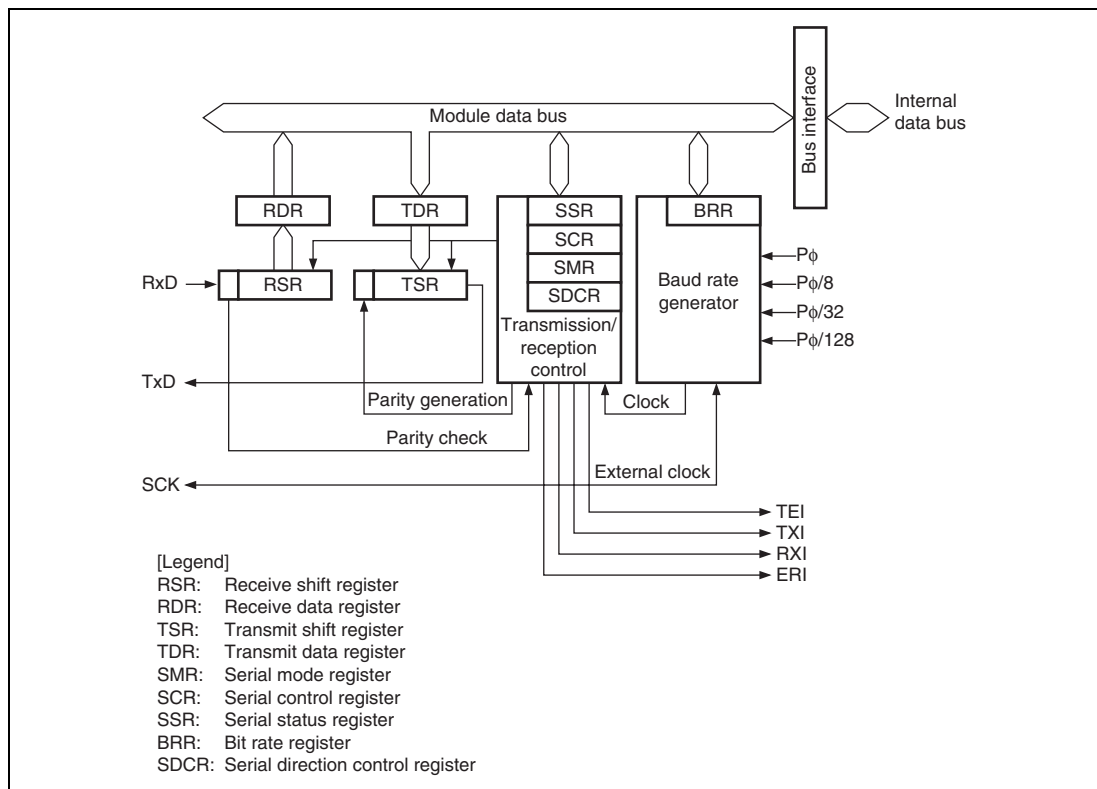 Module data bus
Bus interface
Internal
data bus
RDR
TDR
SSR
BRR
SCR
SMR
SDCR
RxD
RSR
TSR
Baud rate
generator
Pϕ
Pϕ/8
Pϕ/32
Pϕ/128
Transmission/
reception
control
TxD
Parity generation
Clock
Parity check
SCK
External clock
TEI
TXI
RXI
ERI
[Legend]
RSR: Receive shift register
RDR: Receive data register
TSR: Transmit shift register
TDR: Transmit data register
SMR: Serial mode register
SCR: Serial control register
SSR: Serial status register
BRR: Bit rate register
SDCR: Serial direction control register